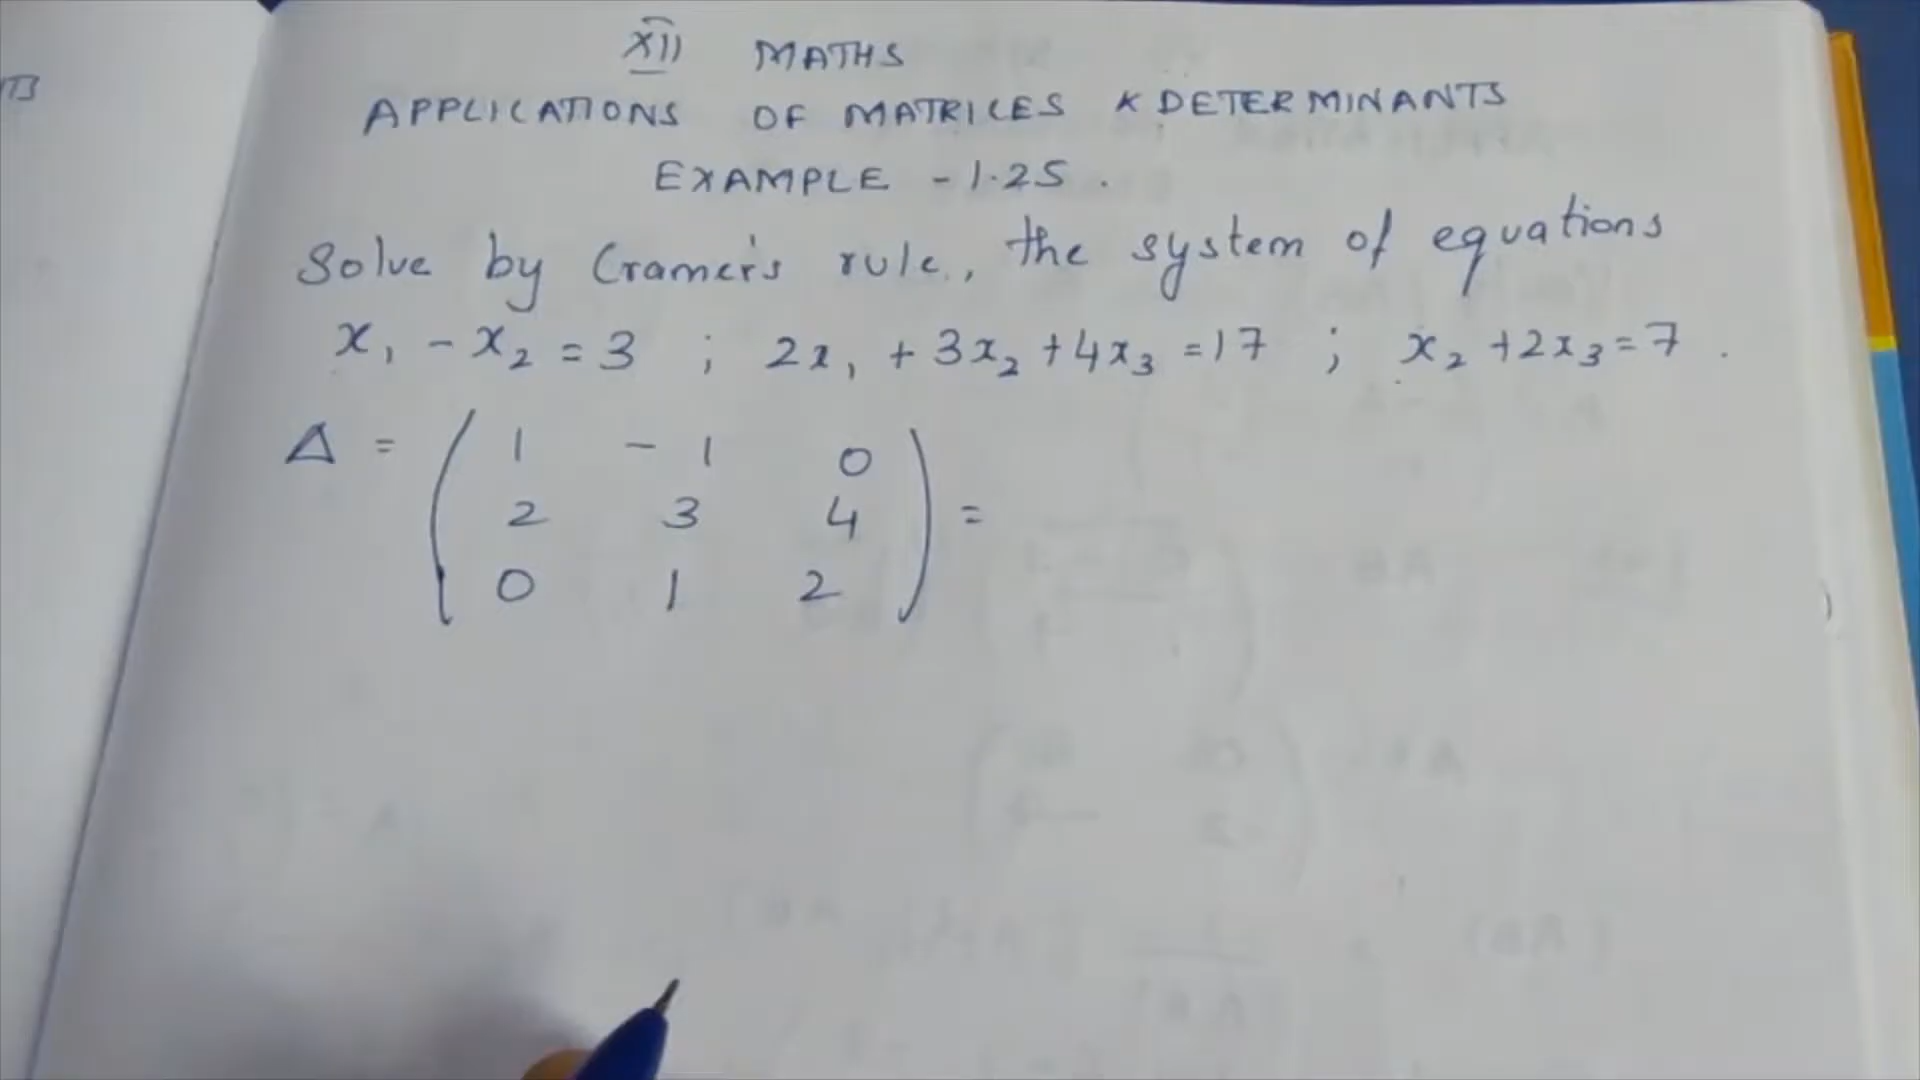 XII MATHS
APPLICATIONS OF MATRICES & DETERMINANTS
EXAMPLE - 1.25.
Solve by Cramer's rule, the system of equations
x₁ - x₂ = 3 ; 2x₁ + 3x₂ + 4x₃ = 17 ; x₂ + 2x₃ = 7 .
Δ = ( 1 -1 0
2 3 4 ) =
0 1 2